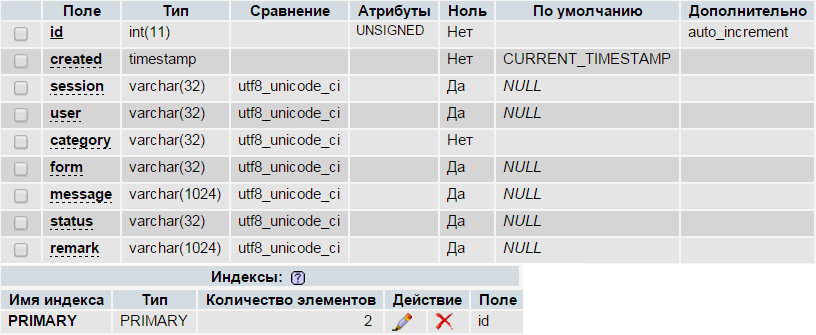 Поле Тип Сравнение Атрибуты Ноль По умолчанию Дополнительно
id int(11) UNSIGNED Нет auto_increment
created timestamp Нет CURRENT_TIMESTAMP
session varchar(32) utf8_unicode_ci Да NULL
user varchar(32) utf8_unicode_ci Да NULL
category varchar(32) utf8_unicode_ci Нет
form varchar(32) utf8_unicode_ci Да NULL
message varchar(1024) utf8_unicode_ci Да NULL
status varchar(32) utf8_unicode_ci Да NULL
remark varchar(1024) utf8_unicode_ci Да NULL
Индексы: ?
Имя индекса Тип Количество элементов Действие Поле
PRIMARY PRIMARY 2 id